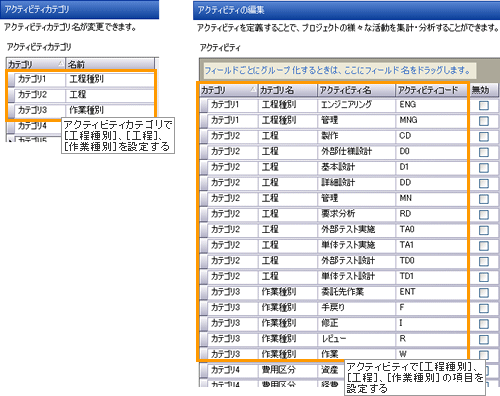 アクティビティカテゴリ
アクティビティカテゴリ名が変更できます。
アクティビティカテゴリ
カテゴリ 名前
カテゴリ1 工程種別
カテゴリ2 工程
カテゴリ3 作業種別
カテゴリ4
アクティビティカテゴリで
[工程種別]、[工程]、
[作業種別]を設定する
アクティビティの編集
アクティビティを定義することで、プロジェクトの様々な活動を集計・分析することができます。
アクティビティ
フィールドごとにグループ化するときは、ここにフィールド名をドラッグします。
カテゴリ カテゴリ名 アクティビティ名 アクティビティコード 無効
カテゴリ1 工程種別 エンジニアリング ENG
カテゴリ1 工程種別 管理 MNG
カテゴリ2 工程 製作 CD
カテゴリ2 工程 外部仕様設計 D0
カテゴリ2 工程 基本設計 D1
カテゴリ2 工程 詳細設計 DD
カテゴリ2 工程 管理 MN
カテゴリ2 工程 要求分析 RD
カテゴリ2 工程 外部テスト実施 TA0
カテゴリ2 工程 単体テスト実施 TA1
カテゴリ2 工程 外部テスト設計 TD0
カテゴリ2 工程 単体テスト設計 TD1
カテゴリ3 作業種別 委託先作業 ENT
カテゴリ3 作業種別 手戻り F
カテゴリ3 作業種別 修正 I
カテゴリ3 作業種別 レビュー R
カテゴリ3 作業種別 作業 W
カテゴリ4 費用区分 資産
カテゴリ4 費用区分 経費
アクティビティで[工程種別]、
[工程]、[作業種別]の項目を
設定する